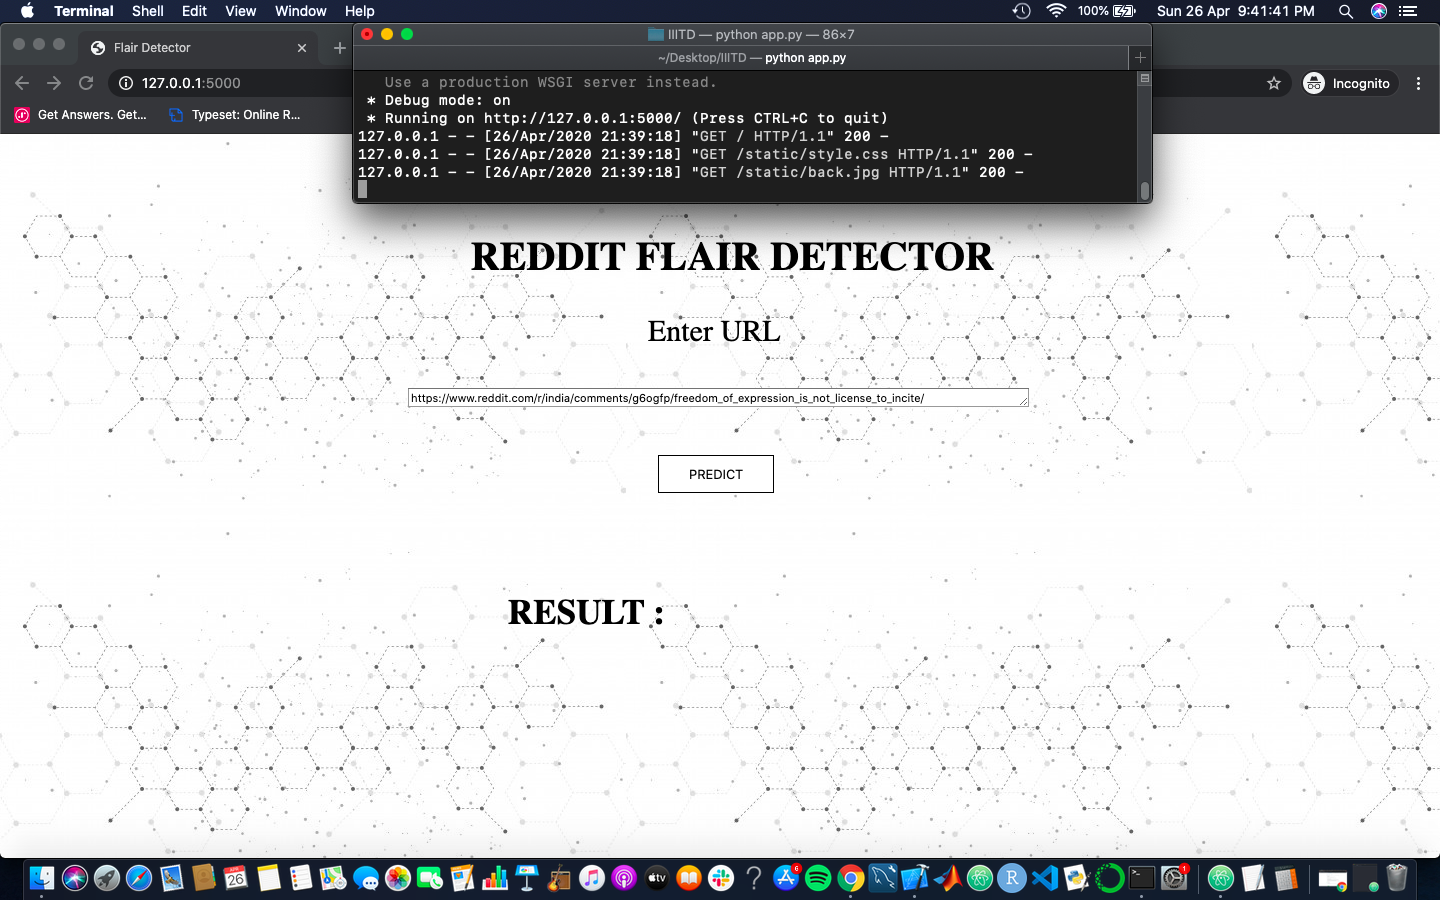 Terminal Shell Edit View Window Help 100% Sun 26 Apr 9:41:41 PM
Flair Detector
IIITD — python app.py — 86×7
~/Desktop/IIITD — python app.py
127.0.0.1:5000
Incognito
Get Answers. Get...
Typeset: Online R...
Use a production WSGI server instead.
* Debug mode: on
* Running on http://127.0.0.1:5000/ (Press CTRL+C to quit)
127.0.0.1 - - [26/Apr/2020 21:39:18] "GET / HTTP/1.1" 200 -
127.0.0.1 - - [26/Apr/2020 21:39:18] "GET /static/style.css HTTP/1.1" 200 -
127.0.0.1 - - [26/Apr/2020 21:39:18] "GET /static/back.jpg HTTP/1.1" 200 -
REDDIT FLAIR DETECTOR
Enter URL
https://www.reddit.com/r/india/comments/g6ogfp/freedom_of_expression_is_not_license_to_incite/
PREDICT
RESULT :
APR
26
tv
6
R
1